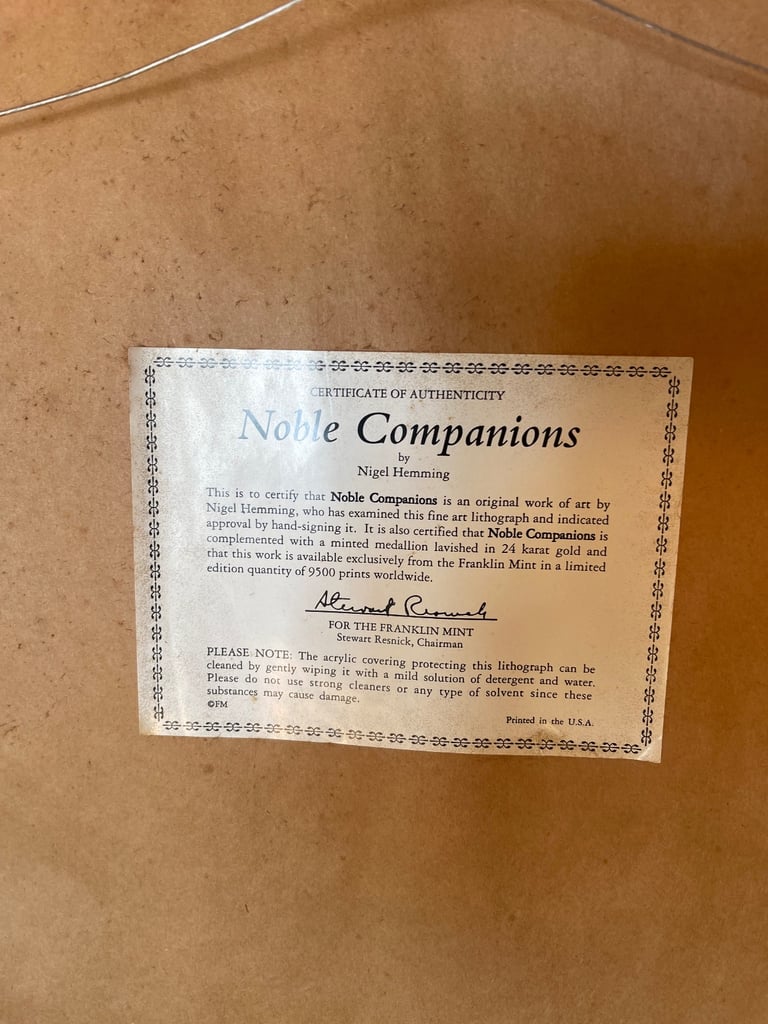 CERTIFICATE OF AUTHENTICITY
Noble Companions
by
Nigel Hemming
This is to certify that Noble Companions is an original work of art by
Nigel Hemming, who has examined this fine art lithograph and indicated
approval by hand-signing it. It is also certified that Noble Companions is
complemented with a minted medallion lavished in 24 karat gold and
that this work is available exclusively from the Franklin Mint in a limited
edition quantity of 9500 prints worldwide.
Stewart Resnick
FOR THE FRANKLIN MINT
Stewart Resnick, Chairman
PLEASE NOTE: The acrylic covering protecting this lithograph can be
cleaned by gently wiping it with a mild solution of detergent and water.
Please do not use strong cleaners or any type of solvent since these
substances may cause damage.
©FM
Printed in the U.S.A.